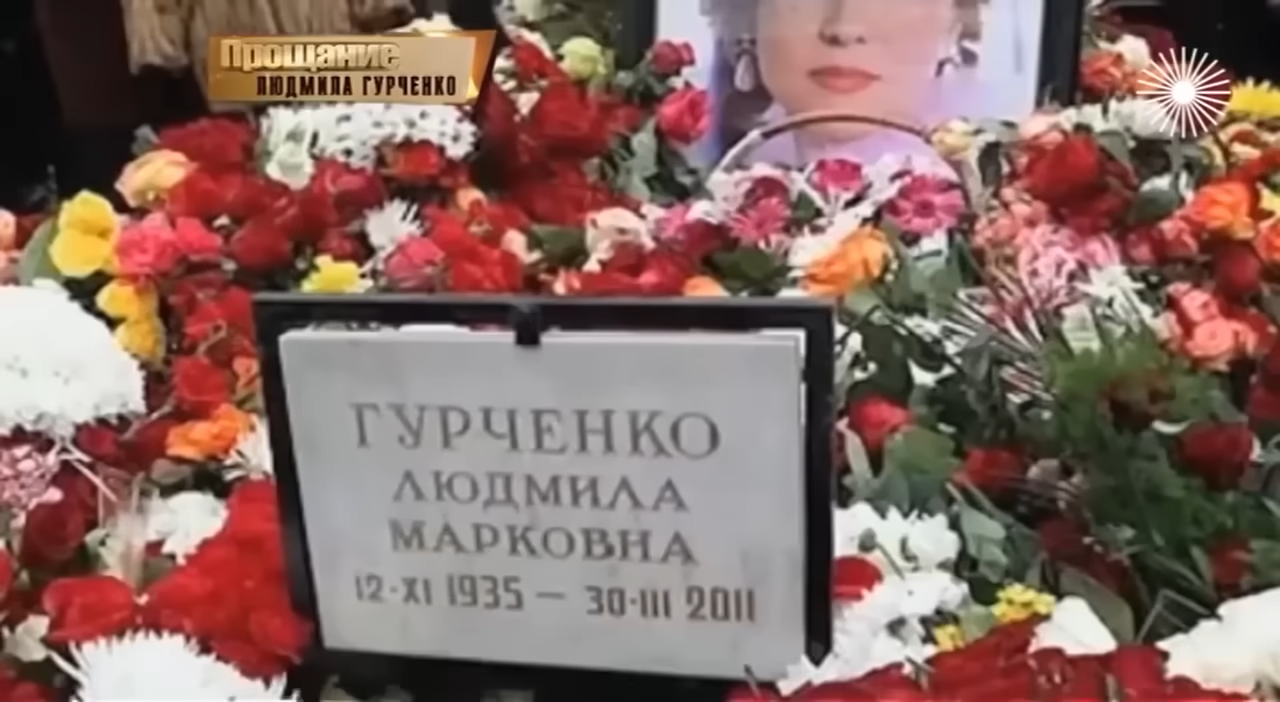 Прощание
ЛЮДМИЛА ГУРЧЕНКО
ГУРЧЕНКО
ЛЮДМИЛА
МАРКОВНА
12·XI 1935 — 30·III 2011